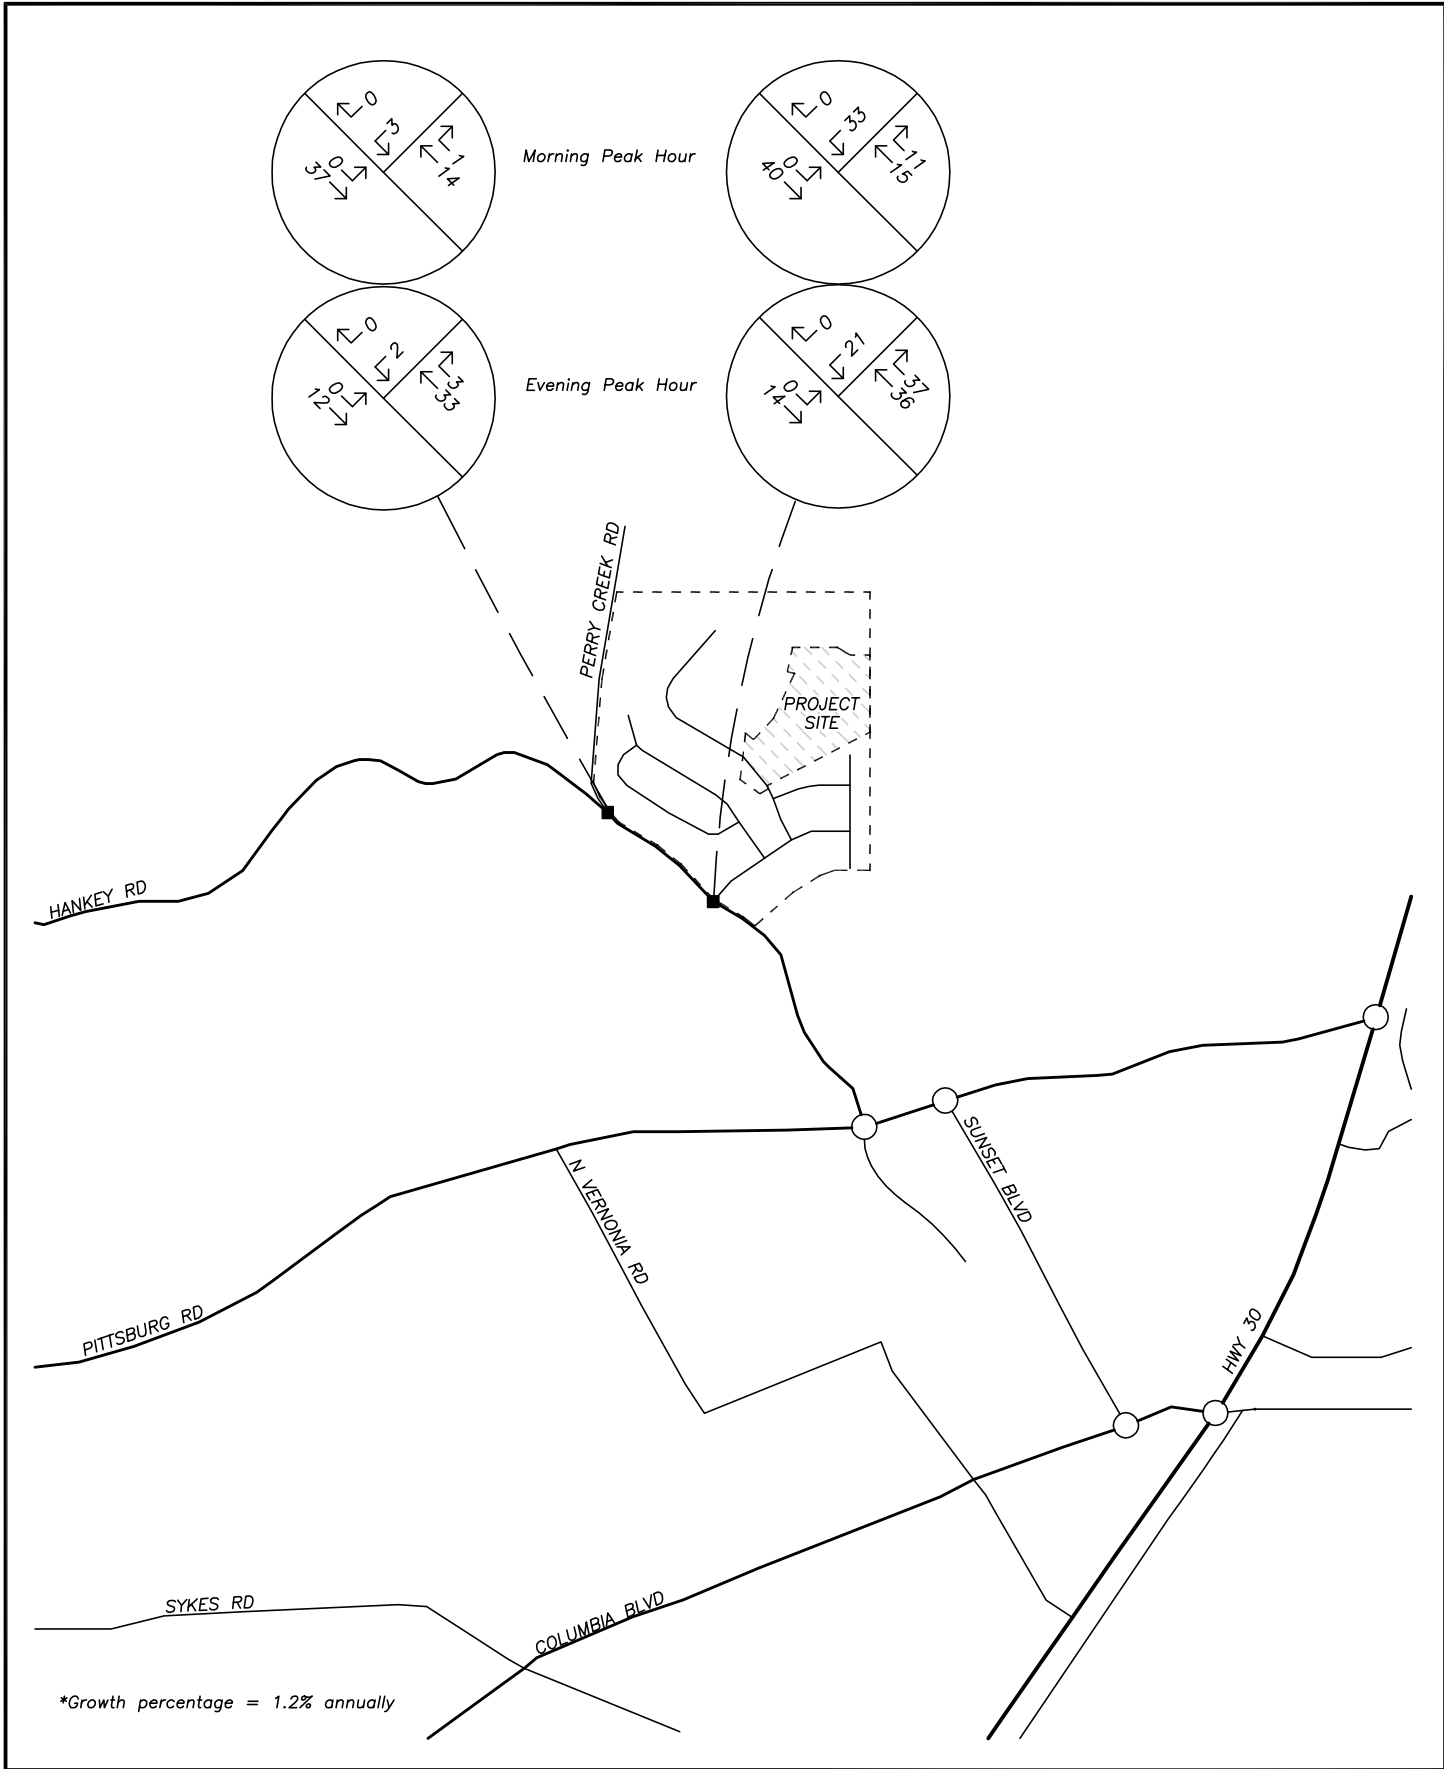 0
3
1
14
0
37
Morning Peak Hour
0
33
11
15
0
40
0
2
3
33
0
12
Evening Peak Hour
0
21
37
36
0
14
PERRY CREEK RD
PROJECT
SITE
HANKEY RD
SUNSET BLVD
N VERNONIA RD
PITTSBURG RD
HWY 30
SYKES RD
COLUMBIA BLVD
*Growth percentage = 1.2% annually